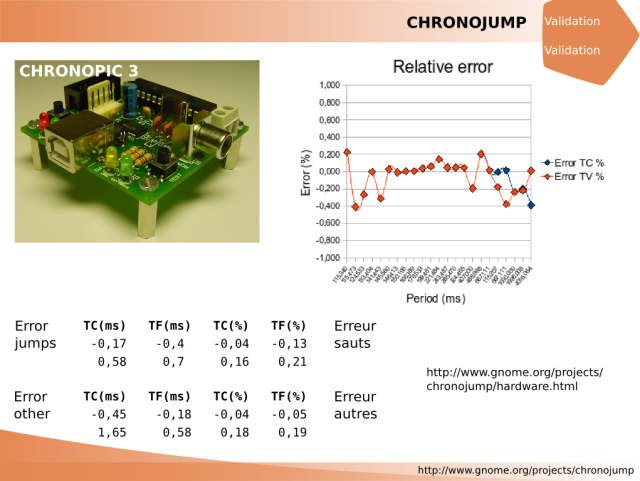 CHRONOJUMP
Validation
Validation
CHRONOPIC 3
Relative error
1,000
0,800
0,600
0,400
0,200
0,000
-0,200
-0,400
-0,600
-0,800
-1,000
Error (%)
Error TC %
Error TV %
Period (ms)
Error jumps
TC(ms) TF(ms) TC(%) TF(%)
-0,17 -0,4 -0,04 -0,13
0,58 0,7 0,16 0,21
Erreur sauts
http://www.gnome.org/projects/
chronojump/hardware.html
Error other
TC(ms) TF(ms) TC(%) TF(%)
-0,45 -0,18 -0,04 -0,05
1,65 0,58 0,18 0,19
Erreur autres
http://www.gnome.org/projects/chronojump